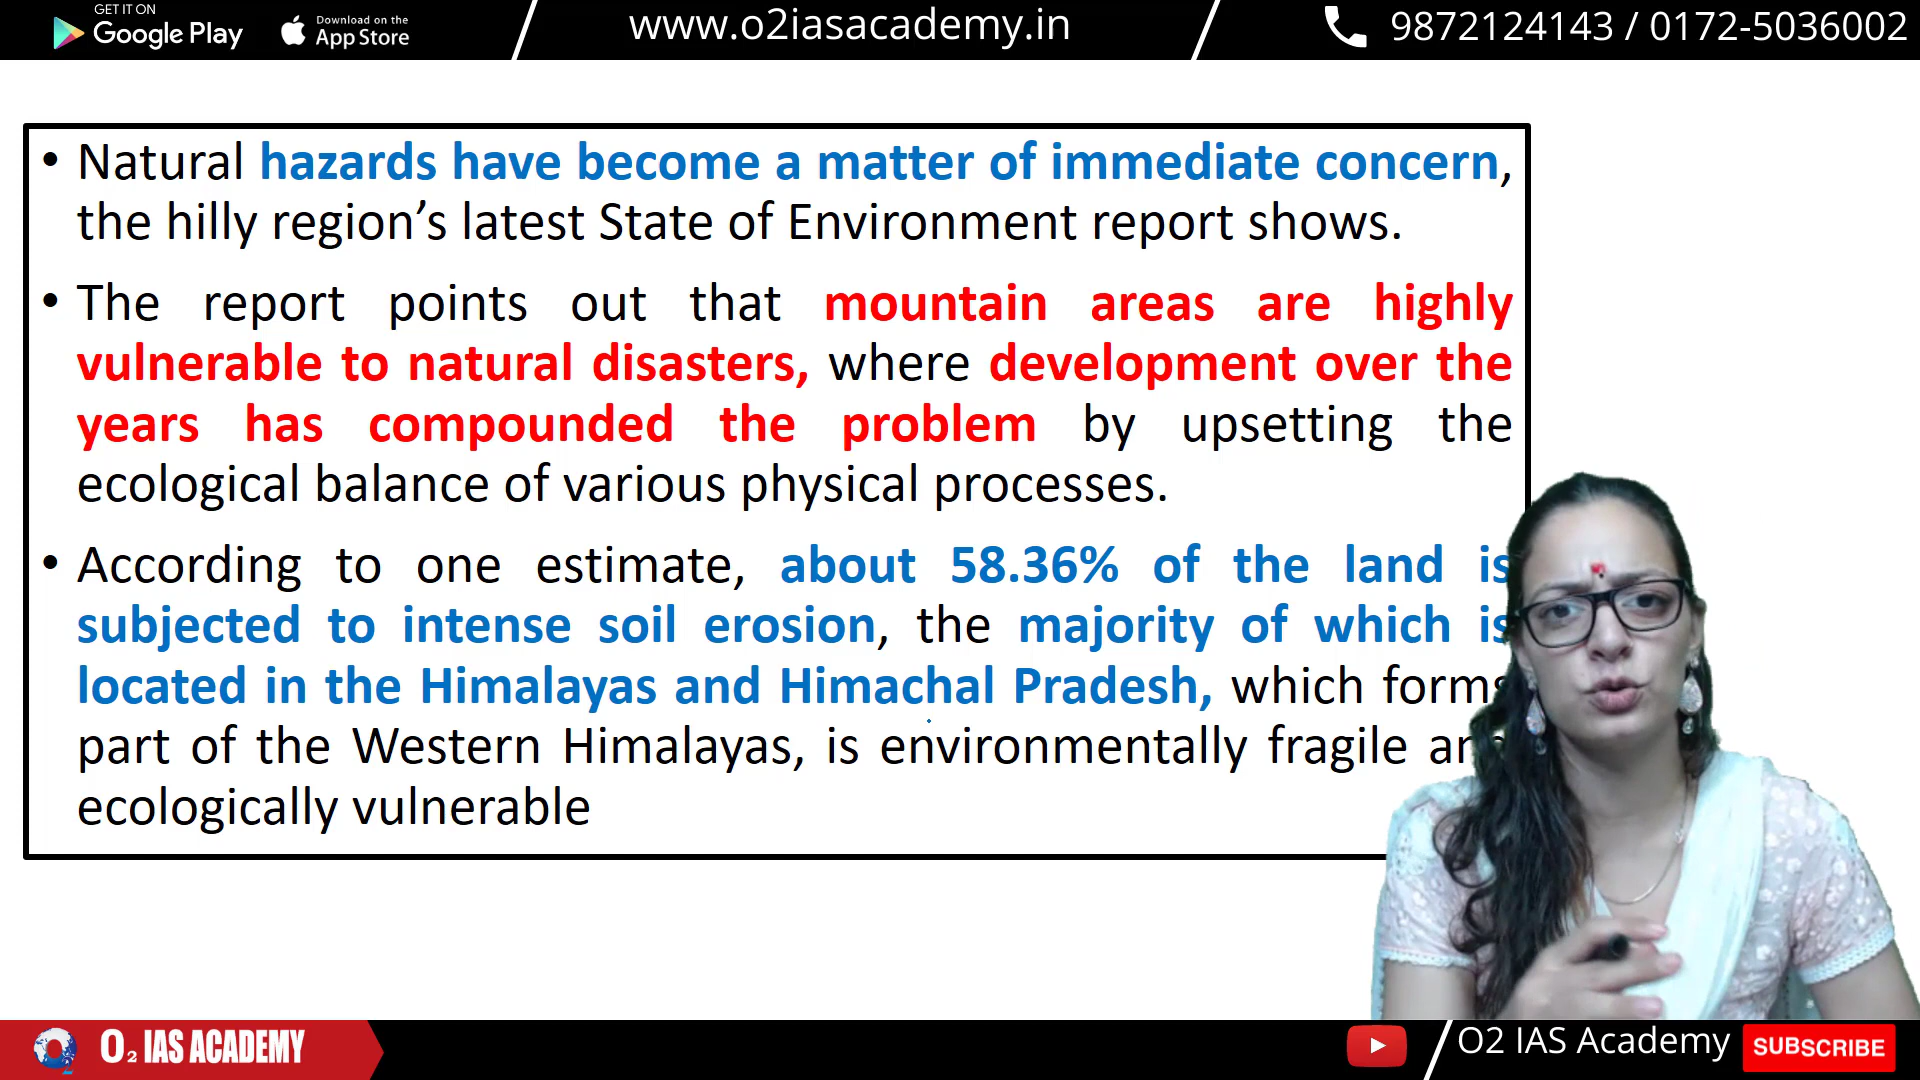 GET IT ON
Google Play
Download on the
App Store
www.o2iasacademy.in
9872124143 / 0172-5036002
• Natural hazards have become a matter of immediate concern,
the hilly region’s latest State of Environment report shows.
• The report points out that mountain areas are highly
vulnerable to natural disasters, where development over the
years has compounded the problem by upsetting the
ecological balance of various physical processes.
• According to one estimate, about 58.36% of the land is
subjected to intense soil erosion, the majority of which is
located in the Himalayas and Himachal Pradesh, which forms
part of the Western Himalayas, is environmentally fragile and
ecologically vulnerable
O2 IAS ACADEMY
O2 IAS Academy
SUBSCRIBE